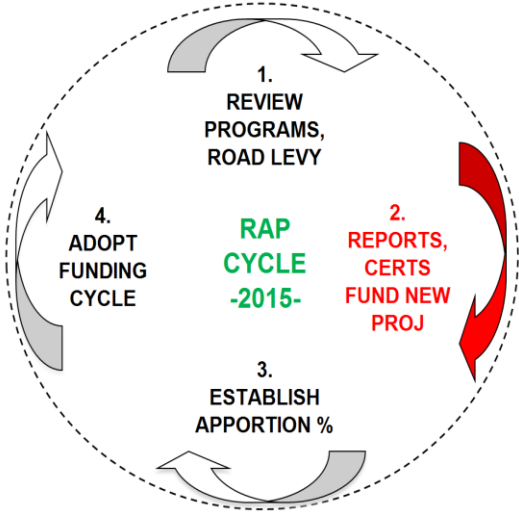 1.
REVIEW
PROGRAMS,
ROAD LEVY
2.
REPORTS,
CERTS
FUND NEW
PROJ
3.
ESTABLISH
APPORTION %
4.
ADOPT
FUNDING
CYCLE
RAP
CYCLE
-2015-